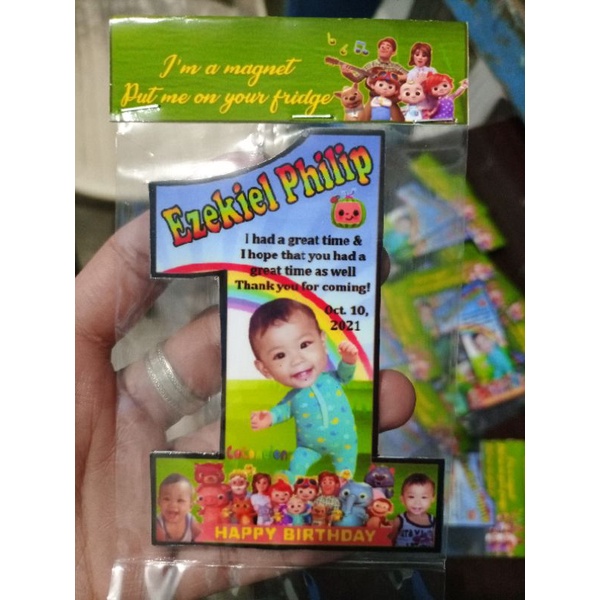 I'm a magnet
Put me on your fridge
Ezekiel Philip
I had a great time &
I hope that you had a
great time as well
Thank you for coming!
Oct. 10,
2021
CoComelon
HAPPY BIRTHDAY